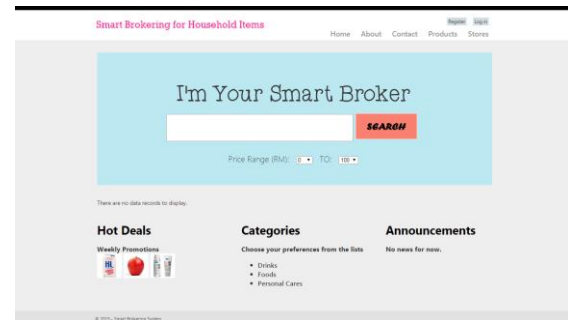 Smart Brokering for Household Items
Register Log in
Home About Contact Products Stores
I'm Your Smart Broker
SEARCH
Price Range (RM): 0 TO: 100
There are no data records to display.
Hot Deals
Weekly Promotions
HL
Categories
Choose your preferences from the lists
Drinks
Foods
Personal Cares
Announcements
No news for now.